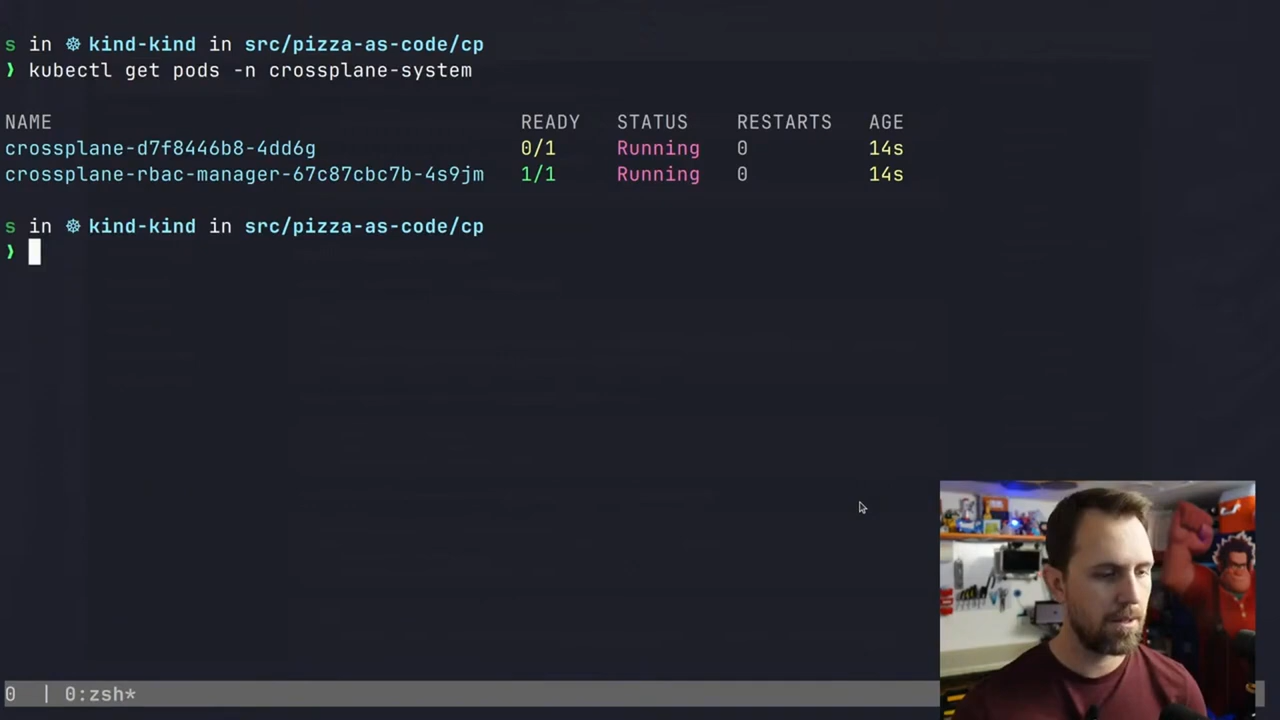 s in ☸ kind-kind in src/pizza-as-code/cp
❯ kubectl get pods -n crossplane-system
NAME READY STATUS RESTARTS AGE
crossplane-d7f8446b8-4dd6g 0/1 Running 0 14s
crossplane-rbac-manager-67c87cbc7b-4s9jm 1/1 Running 0 14s
s in ☸ kind-kind in src/pizza-as-code/cp
❯
0 | 0:zsh*